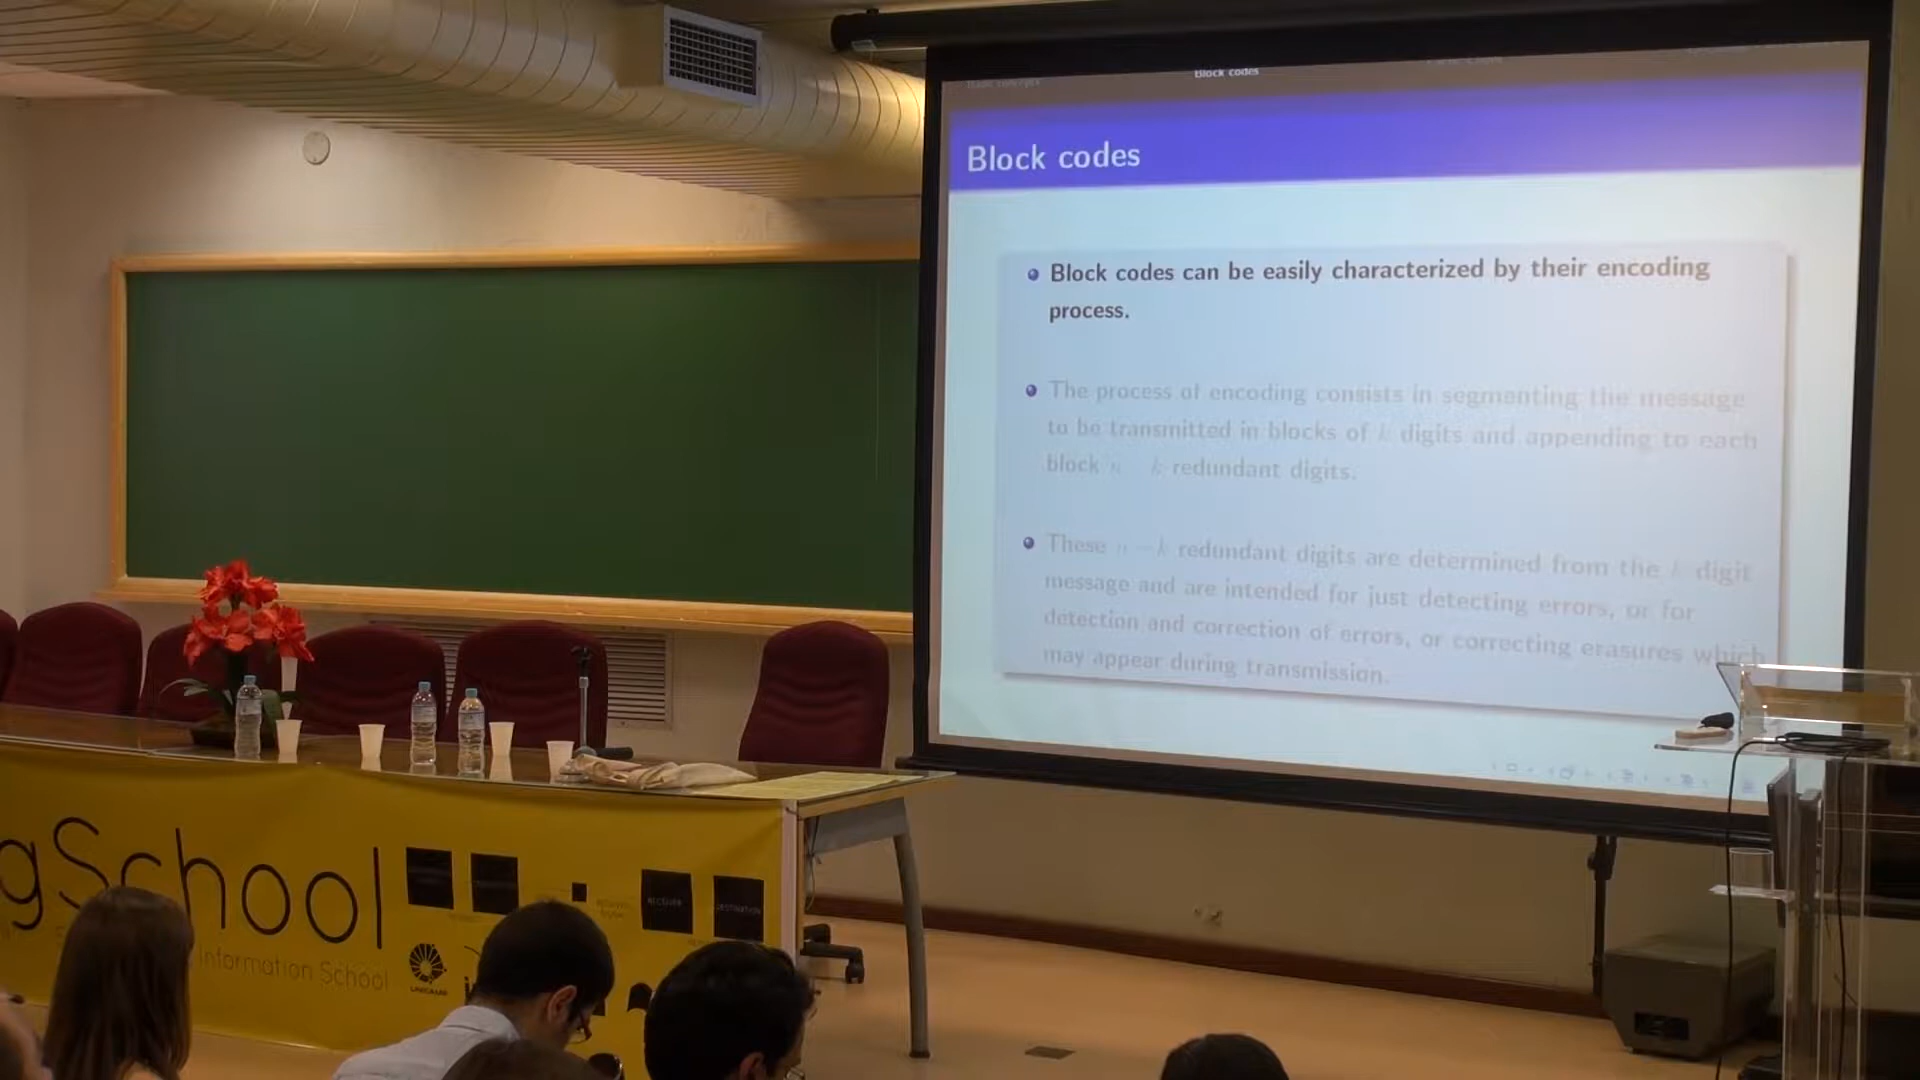 Block codes
Block codes
Block codes can be easily characterized by their encoding
process.
The process of encoding consists in segmenting the message
to be transmitted in blocks of k digits and appending to each
block n − k redundant digits.
These n − k redundant digits are determined from the k digit
message and are intended for just detecting errors, or for
detection and correction of errors, or correcting erasures which
may appear during transmission.
gSchool
Information School
UNICAMP
RECEIVER
DESTINATION